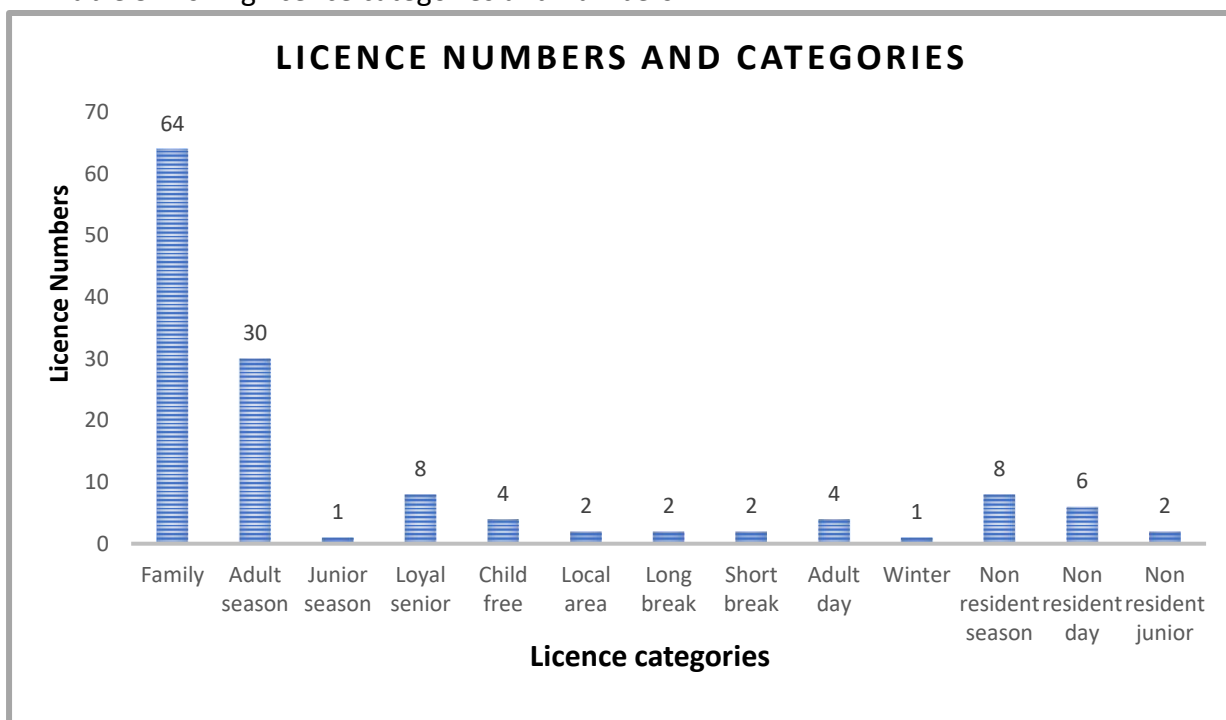 LICENCE NUMBERS AND CATEGORIES
70
60
50
40
30
20
10
0
Licence Numbers
64
30
1
8
4
2
2
2
4
1
8
6
2
Family
Adult season
Junior season
Loyal senior
Child free
Local area
Long break
Short break
Adult day
Winter
Non resident season
Non resident day
Non resident junior
Licence categories